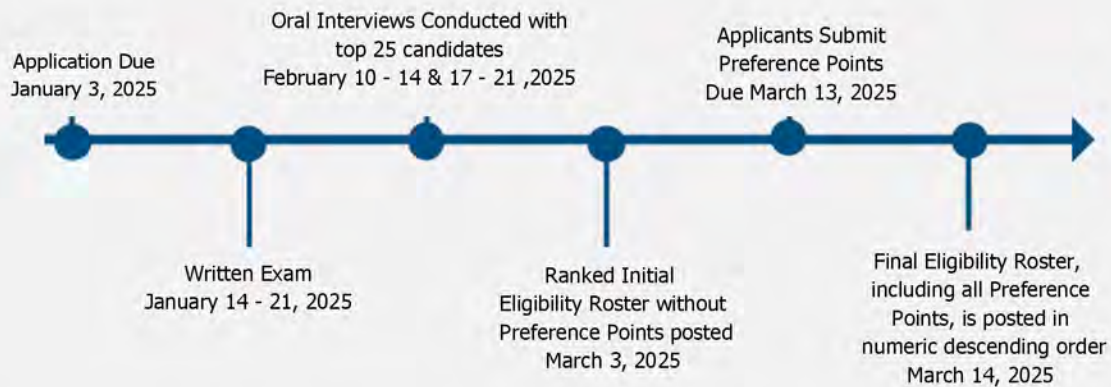 Application Due
January 3, 2025
Written Exam
January 14 - 21, 2025
Oral Interviews Conducted with
top 25 candidates
February 10 - 14 & 17 - 21 ,2025
Ranked Initial
Eligibility Roster without
Preference Points posted
March 3, 2025
Applicants Submit
Preference Points
Due March 13, 2025
Final Eligibility Roster,
including all Preference
Points, is posted in
numeric descending order
March 14, 2025